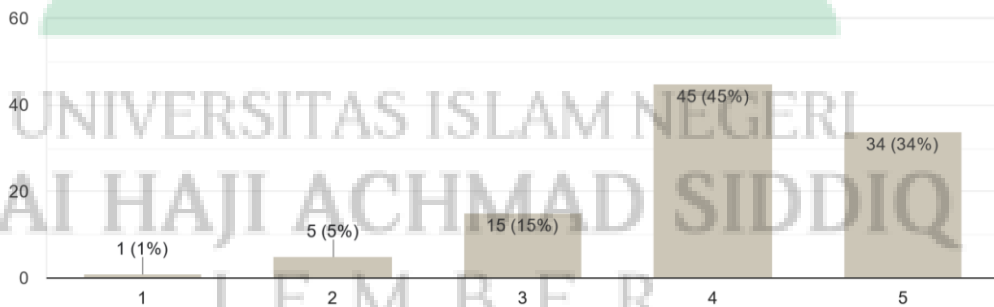 60
UNIVERSITAS ISLAM NEGERI
40
45 (45%)
34 (34%)
AI HAJI ACHMAD SIDDIQ
20
15 (15%)
5 (5%)
1 (1%)
0
J E M B E R
1 2 3 4 5